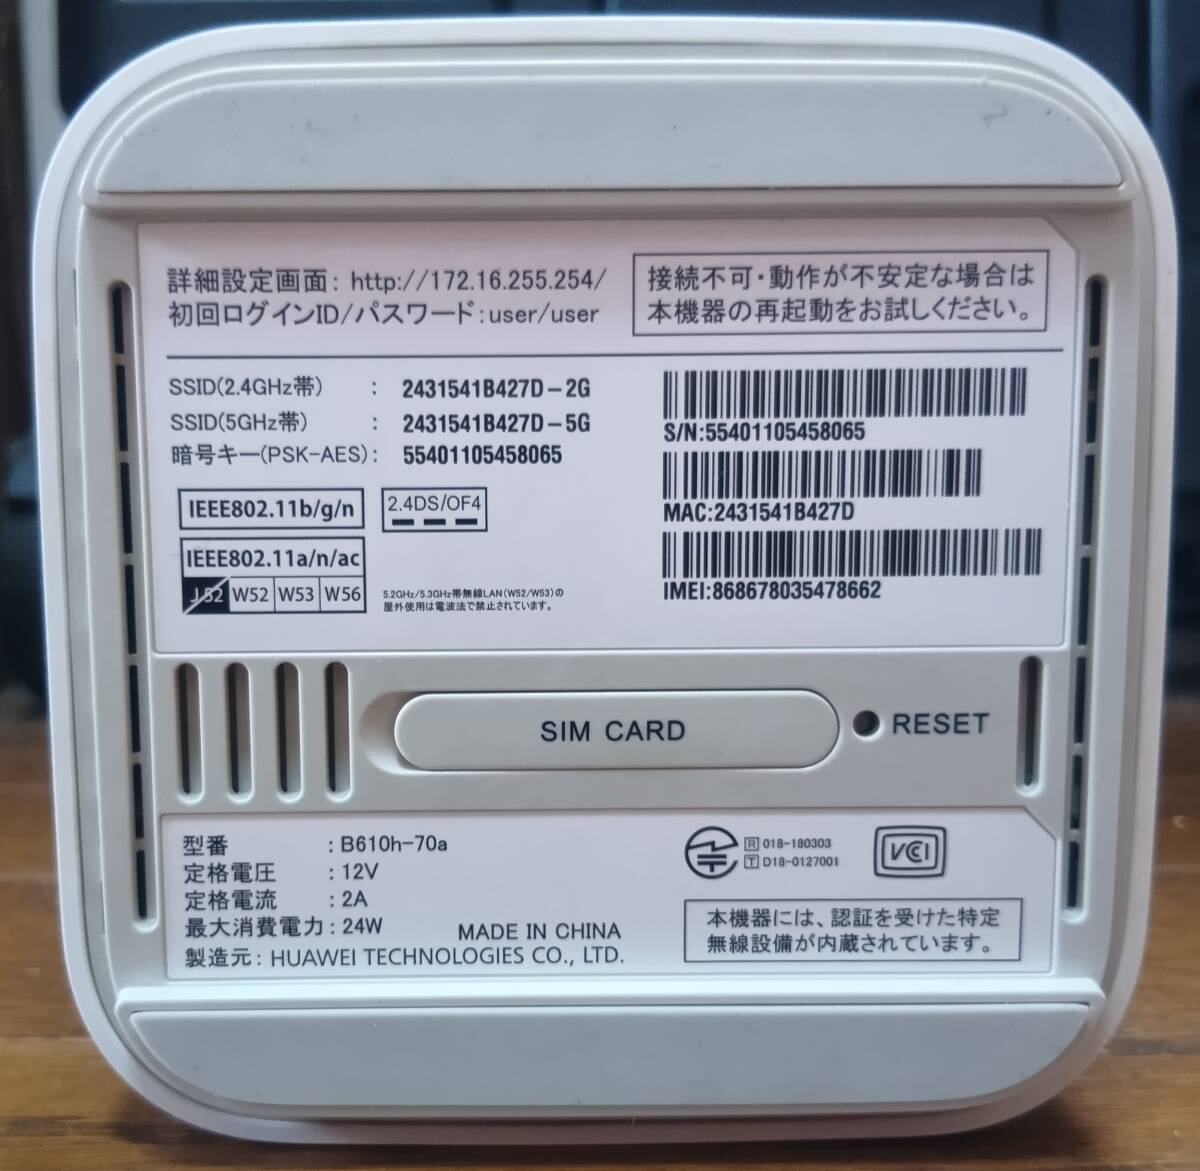 詳細設定画面: http://172.16.255.254/
初回ログインID/パスワード:user/user
接続不可・動作が不安定な場合は
本機器の再起動をお試しください。
SSID(2.4GHz帯) : 2431541B427D-2G
SSID(5GHz帯) : 2431541B427D-5G
暗号キー(PSK-AES): 55401105458065
S/N:55401105458065
MAC:2431541B427D
IMEI:868678035478662
IEEE802.11b/g/n
2.4DS/OF4
IEEE802.11a/n/ac
J52 W52 W53 W56
5.2GHz/5.3GHz帯無線LAN(W52/W53)の
屋外使用は電波法で禁止されています。
SIM CARD
RESET
型番 :B610h-70a
定格電圧 :12V
定格電流 :2A
最大消費電力:24W
MADE IN CHINA
製造元: HUAWEI TECHNOLOGIES CO., LTD.
R 018-180303
T D18-0127001
VCCI
本機器には、認証を受けた特定
無線設備が内蔵されています。